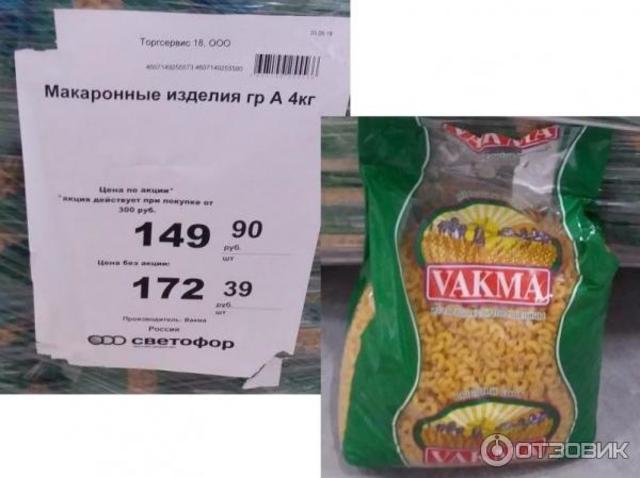 Торгсервис 18, ООО
Макаронные изделия гр А 4кг
Цена по акции*
*акция действует при покупке от
300 руб.
149 90
руб.
шт
Цена без акции:
172 39
руб.
шт
Производитель: Вакма
Россия
светофор
VAKMA
VAKMA
VAKMA
ОТЗОВИК